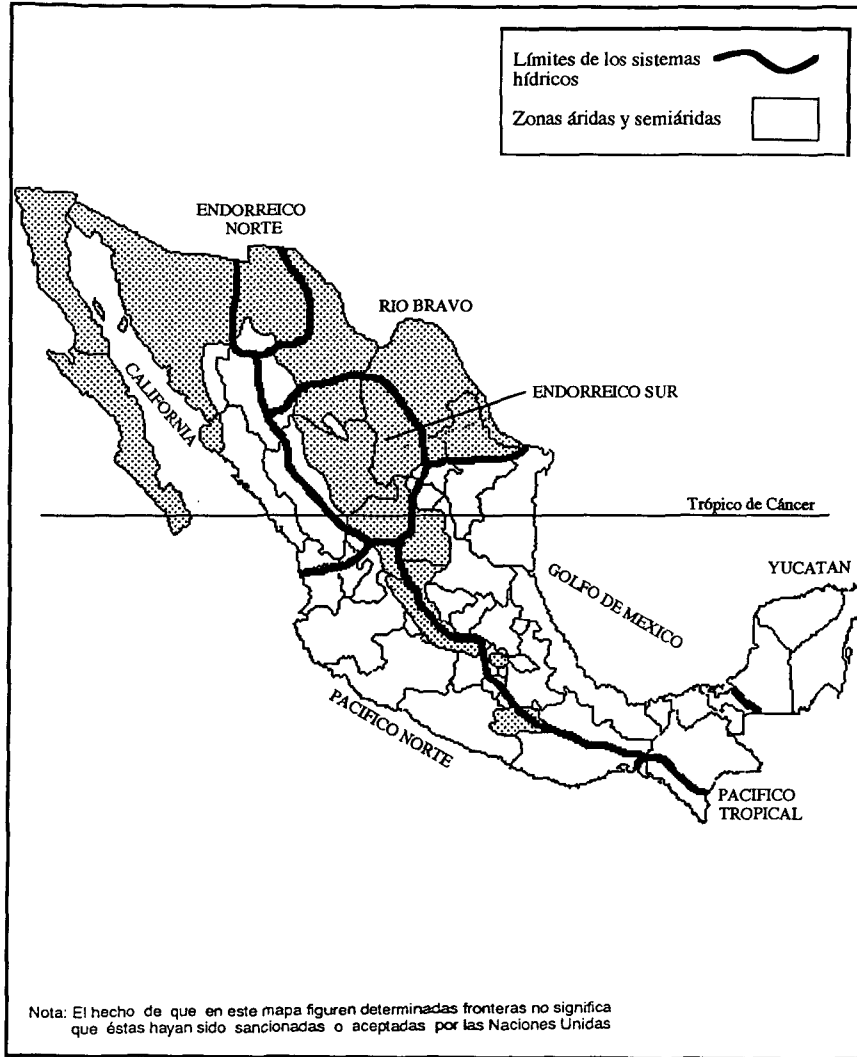 Límites de los sistemas
hídricos
Zonas áridas y semiáridas
ENDORREICO
NORTE
RIO BRAVO
CALIFORNIA
ENDORREICO SUR
Trópico de Cáncer
YUCATAN
GOLFO DE MEXICO
PACIFICO NORTE
PACIFICO
TROPICAL
Nota: El hecho de que en este mapa figuren determinadas fronteras no significa
que éstas hayan sido sancionadas o aceptadas por las Naciones Unidas